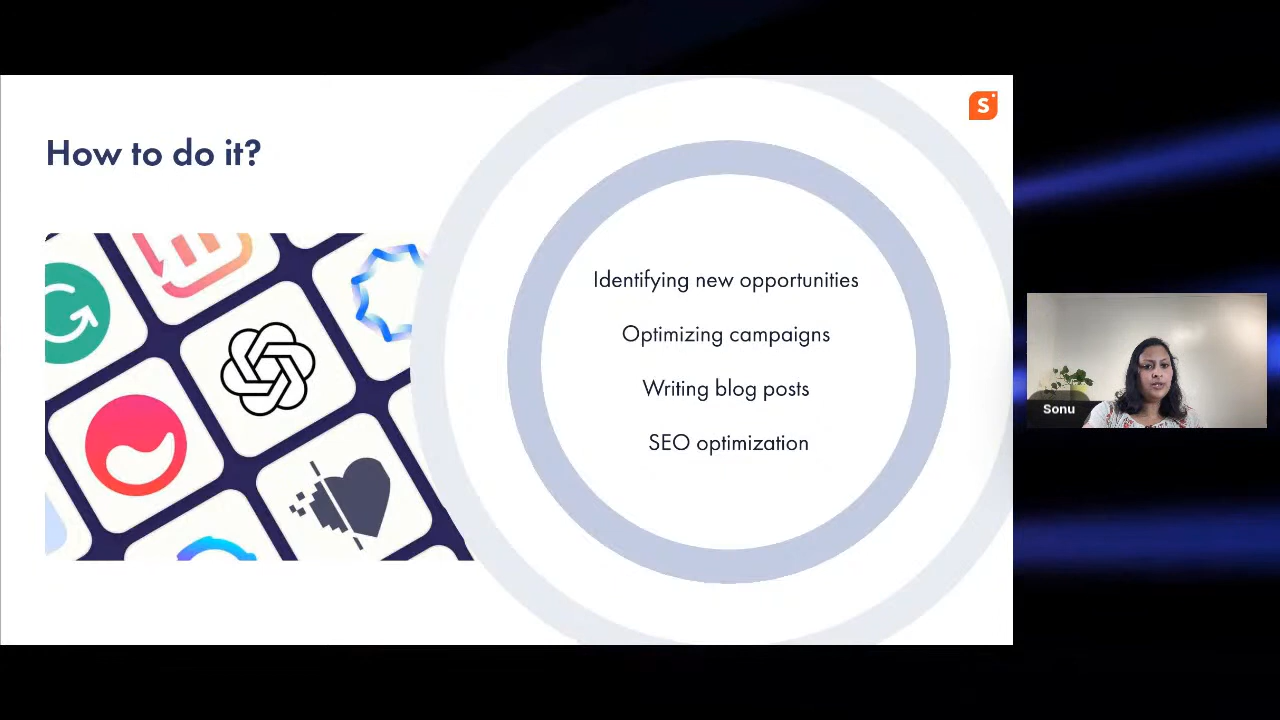 S
How to do it?
Identifying new opportunities
Optimizing campaigns
Writing blog posts
SEO optimization
Sonu